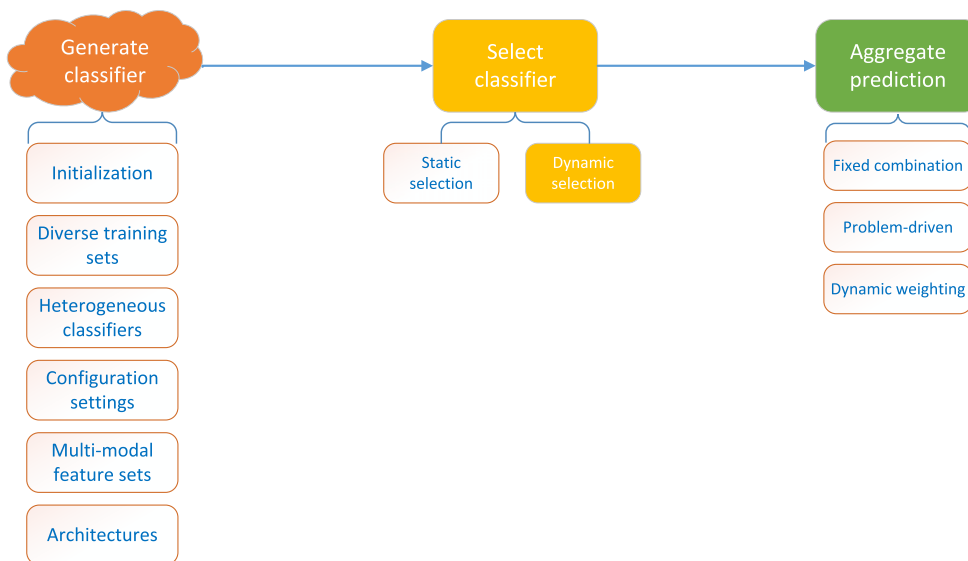 Generate
classifier
Select
classifier
Aggregate
prediction
Initialization
Diverse training
sets
Heterogeneous
classifiers
Configuration
settings
Multi-modal
feature sets
Architectures
Static
selection
Dynamic
selection
Fixed combination
Problem-driven
Dynamic weighting